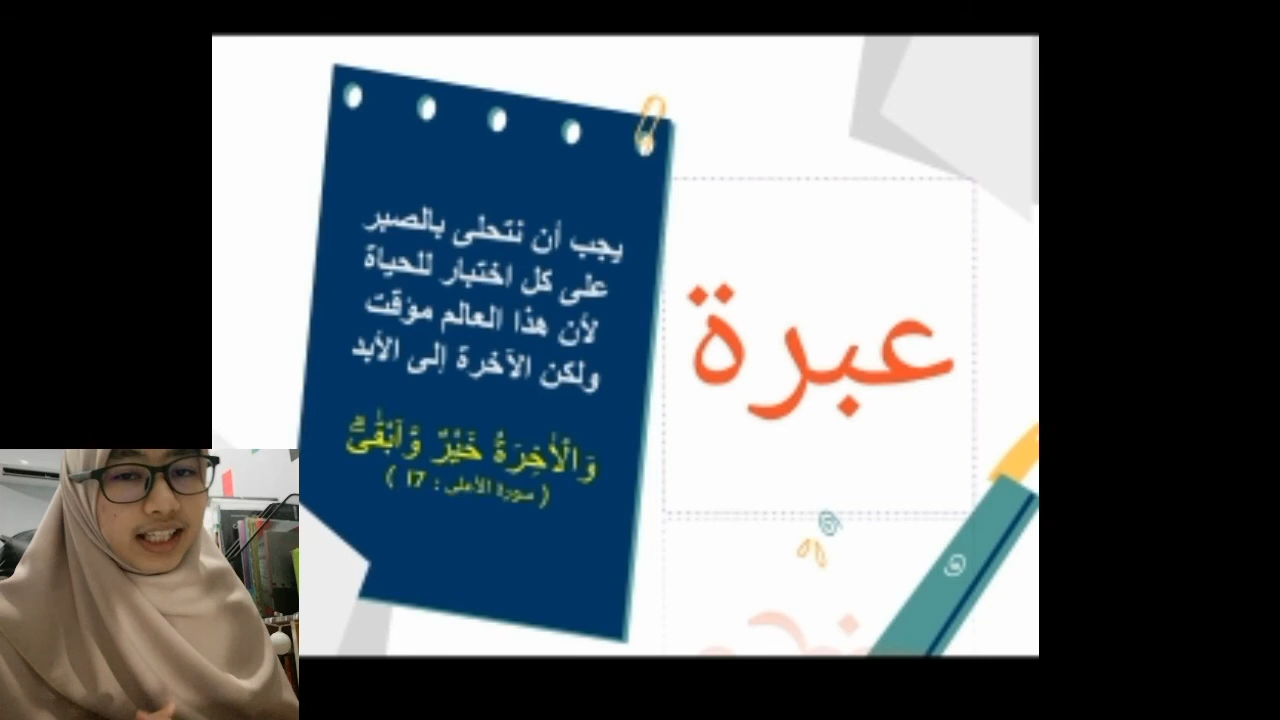 عبرة
يجب أن نتحلى بالصبر
على كل اختبار للحياة
لأن هذا العالم مؤقت
ولكن الآخرة إلى الأبد
وَالْاٰخِرَةُ خَيْرٌ وَّاَبْقٰىۗ
( سورة الأعلى : 17 )